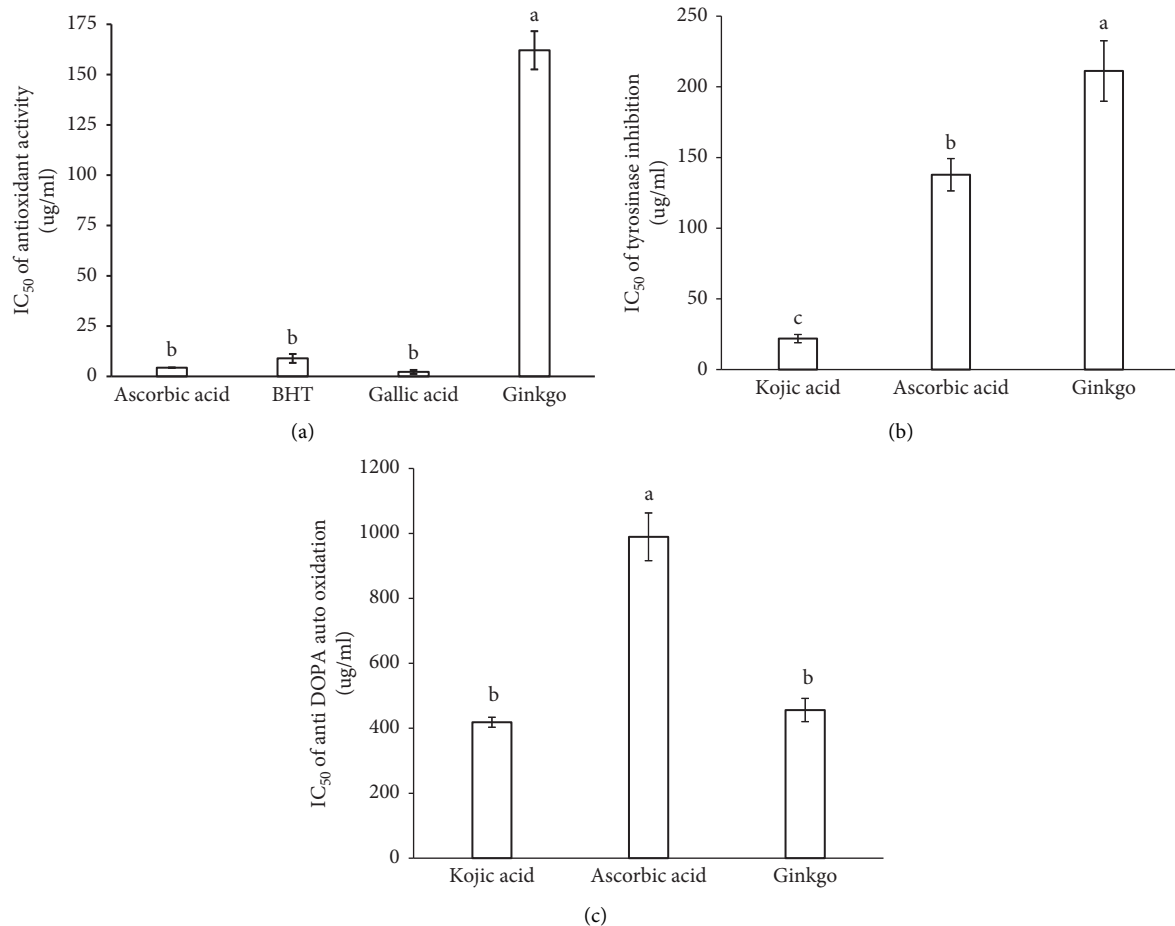 175
150
125
100
75
50
25
0
IC50 of antioxidant activity
(ug/ml)
b
b
b
a
Ascorbic acid
BHT
Gallic acid
Ginkgo
(a)
250
200
150
100
50
0
IC50 of tyrosinase inhibition
(ug/ml)
c
b
a
Kojic acid
Ascorbic acid
Ginkgo
(b)
1200
1000
800
600
400
200
0
IC50 of anti DOPA auto oxidation
(ug/ml)
b
a
b
Kojic acid
Ascorbic acid
Ginkgo
(c)